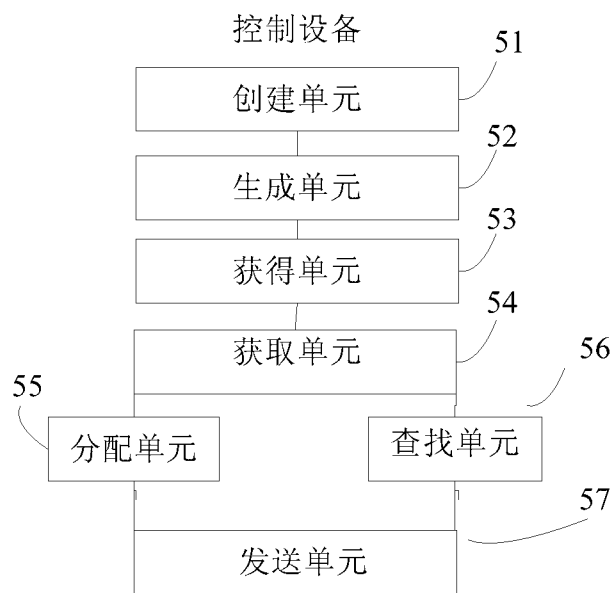 控制设备
51
创建单元
52
生成单元
53
获得单元
54
获取单元
55
56
分配单元
查找单元
57
发送单元